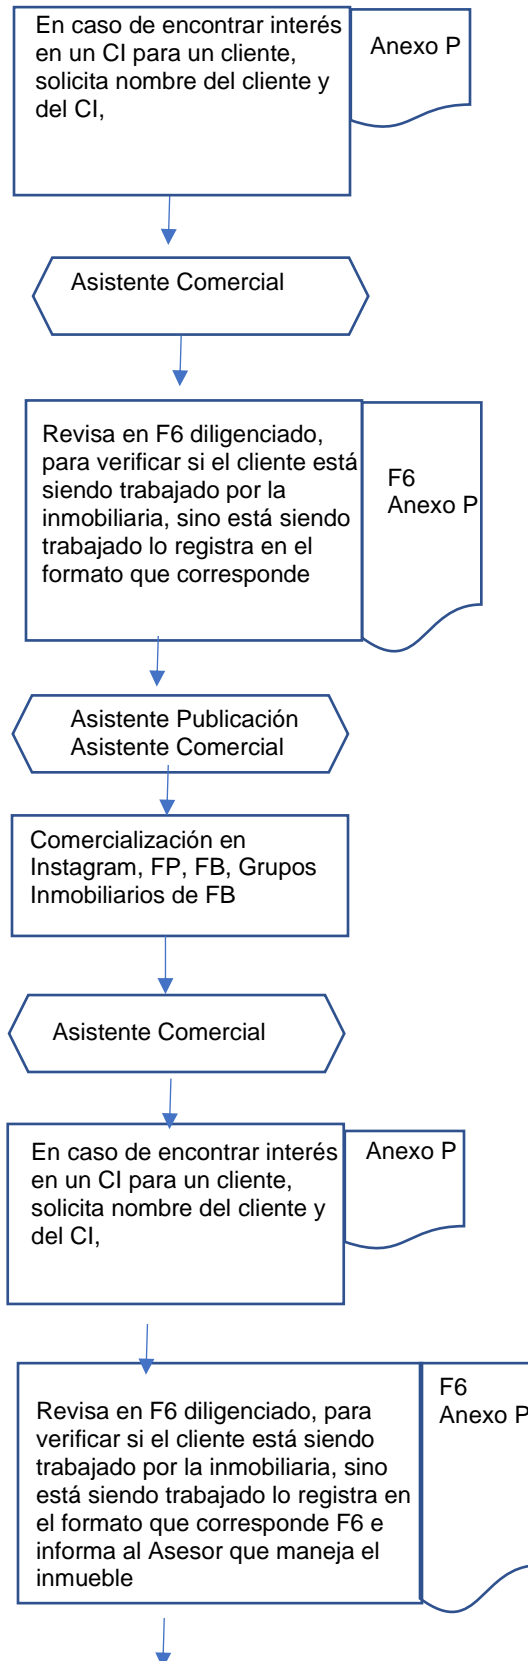 En caso de encontrar interés
en un CI para un cliente,
solicita nombre del cliente y
del CI,
Anexo P
Asistente Comercial
Revisa en F6 diligenciado,
para verificar si el cliente está
siendo trabajado por la
inmobiliaria, sino está siendo
trabajado lo registra en el
formato que corresponde
F6
Anexo P
Asistente Publicación
Asistente Comercial
Comercialización en
Instagram, FP, FB, Grupos
Inmobiliarios de FB
Asistente Comercial
En caso de encontrar interés
en un CI para un cliente,
solicita nombre del cliente y
del CI,
Anexo P
Revisa en F6 diligenciado, para
verificar si el cliente está siendo
trabajado por la inmobiliaria, sino
está siendo trabajado lo registra en
el formato que corresponde F6 e
informa al Asesor que maneja el
inmueble
F6
Anexo P